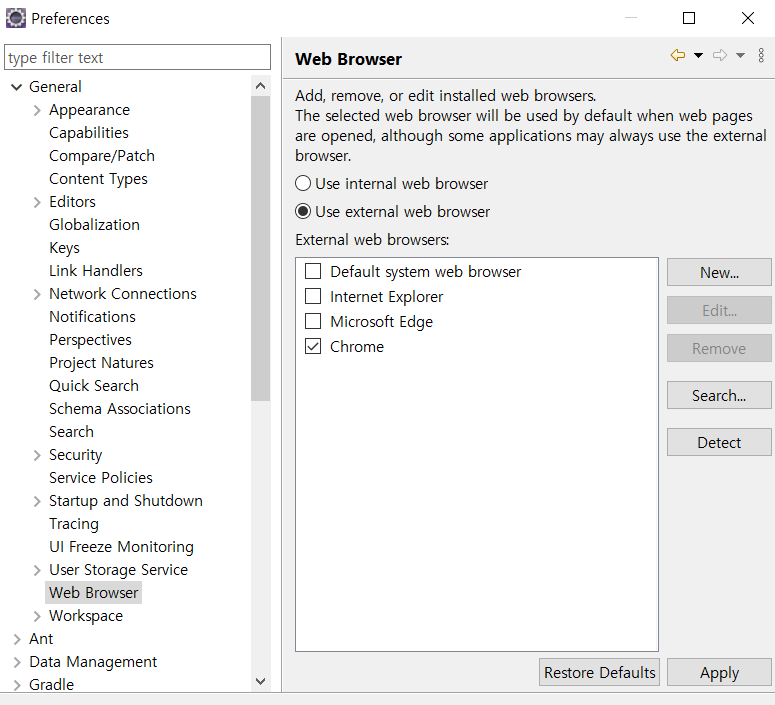 Preferences
type filter text
General
Appearance
Capabilities
Compare/Patch
Content Types
Editors
Globalization
Keys
Link Handlers
Network Connections
Notifications
Perspectives
Project Natures
Quick Search
Schema Associations
Search
Security
Service Policies
Startup and Shutdown
Tracing
UI Freeze Monitoring
User Storage Service
Web Browser
Workspace
Ant
Data Management
Gradle
Web Browser
Add, remove, or edit installed web browsers.
The selected web browser will be used by default when web pages
are opened, although some applications may always use the external
browser.
Use internal web browser
Use external web browser
External web browsers:
Default system web browser
Internet Explorer
Microsoft Edge
Chrome
New...
Edit...
Remove
Search...
Detect
Restore Defaults
Apply